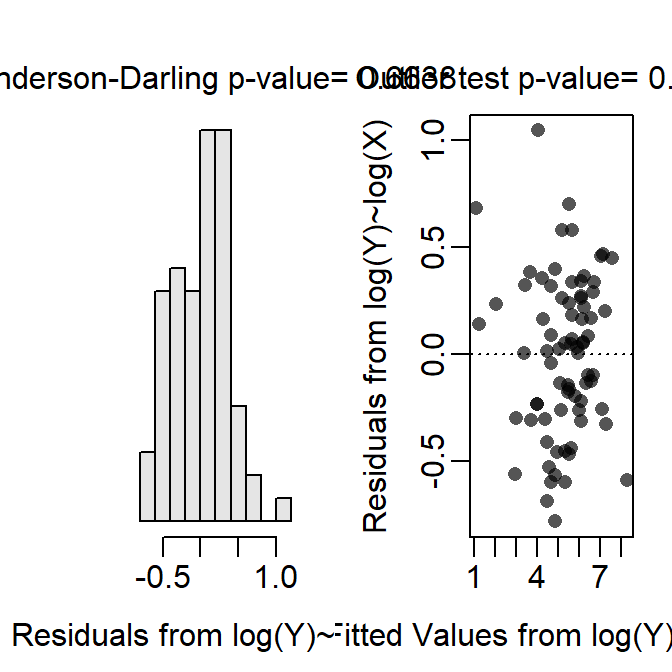 nderson-Darling p-value=
Outlier test p-value= 0.
-0.5 1.0
Residuals from log(Y)~
Residuals from log(Y)~log(X)
1.0
0.5
0.0
-0.5
1 4 7
itted Values from log(Y)